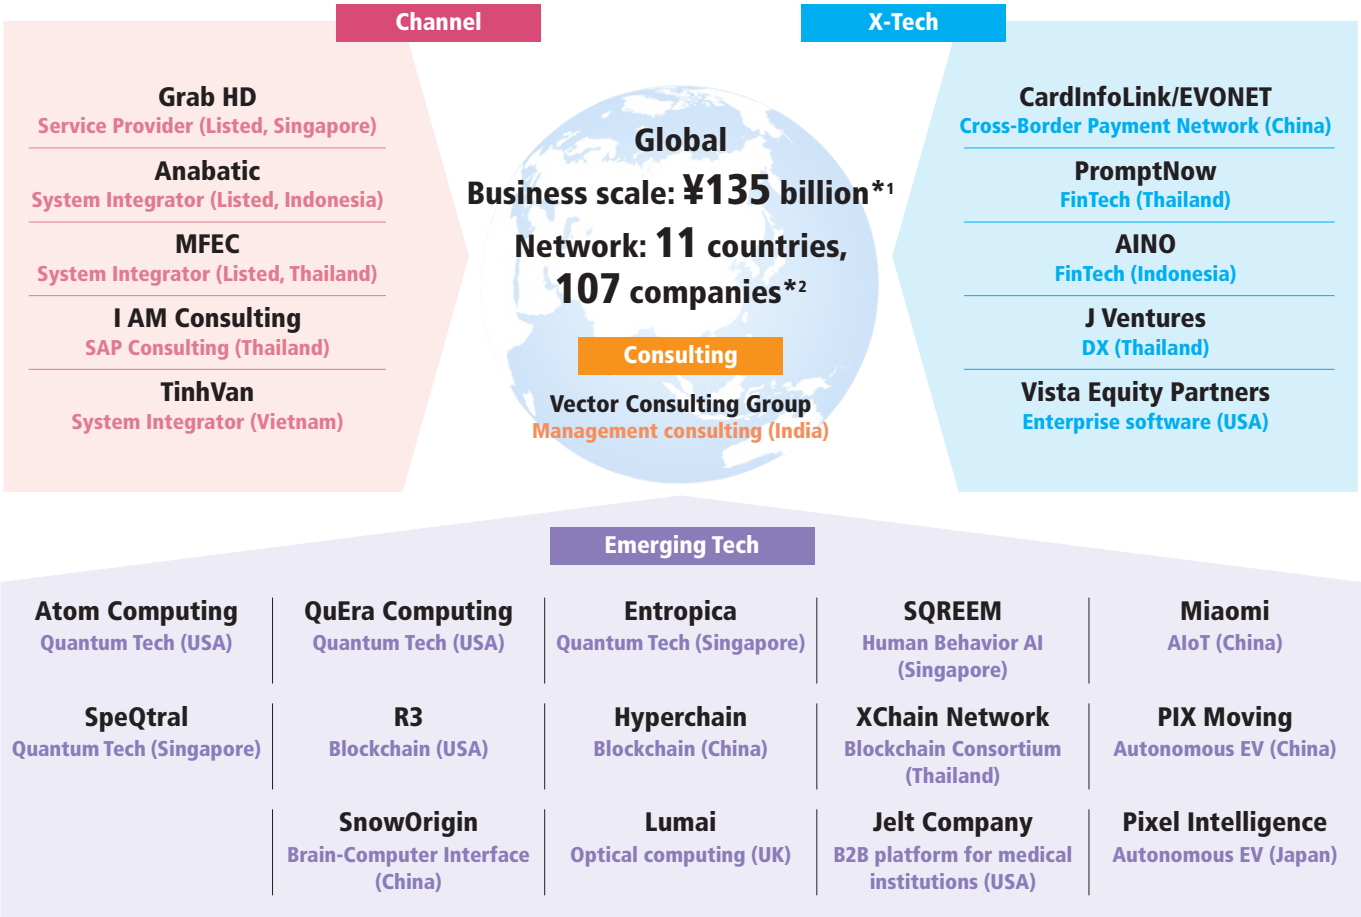 Channel
Grab HD
Service Provider (Listed, Singapore)
Anabatic
System Integrator (Listed, Indonesia)
MFEC
System Integrator (Listed, Thailand)
I AM Consulting
SAP Consulting (Thailand)
TinhVan
System Integrator (Vietnam)
Global
Business scale: ¥135 billion*1
Network: 11 countries,
107 companies*2
Consulting
Vector Consulting Group
Management consulting (India)
X-Tech
CardInfoLink/EVONET
Cross-Border Payment Network (China)
PromptNow
FinTech (Thailand)
AINO
FinTech (Indonesia)
J Ventures
DX (Thailand)
Vista Equity Partners
Enterprise software (USA)
Emerging Tech
Atom Computing
Quantum Tech (USA)
QuEra Computing
Quantum Tech (USA)
Entropica
Quantum Tech (Singapore)
SQREEM
Human Behavior AI
(Singapore)
Miaomi
AIoT (China)
SpeQtral
Quantum Tech (Singapore)
R3
Blockchain (USA)
Hyperchain
Blockchain (China)
XChain Network
Blockchain Consortium
(Thailand)
PIX Moving
Autonomous EV (China)
SnowOrigin
Brain-Computer Interface
(China)
Lumai
Optical computing (UK)
Jelt Company
B2B platform for medical
institutions (USA)
Pixel Intelligence
Autonomous EV (Japan)